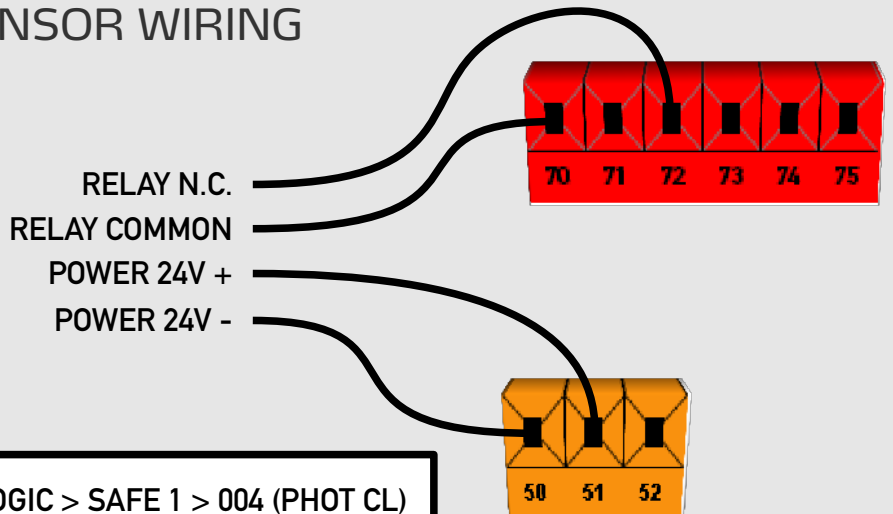 NSOR WIRING
70 71 72 73 74 75
RELAY N.C.
RELAY COMMON
POWER 24V +
POWER 24V -
50 51 52
OGIC > SAFE 1 > 004 (PHOT CL)